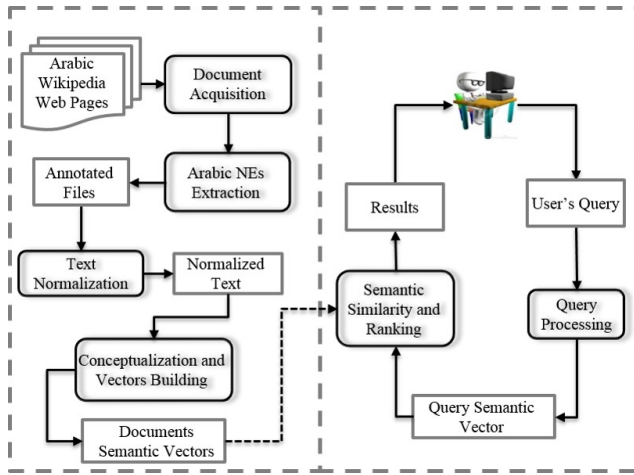 Arabic
Wikipedia
Web Pages
Document
Acquisition
Annotated
Files
Arabic NEs
Extraction
Text
Normalization
Normalized
Text
Conceptualization and
Vectors Building
Documents
Semantic Vectors
Results
User's Query
Semantic
Similarity and
Ranking
Query
Processing
Query Semantic
Vector